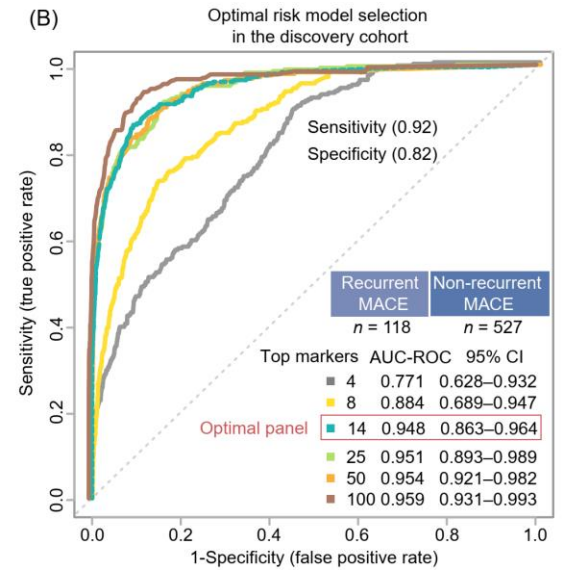 (B)
Optimal risk model selection
in the discovery cohort
Sensitivity (true positive rate)
1.0
0.8
0.6
0.4
0.2
0.0
Sensitivity (0.92)
Specificity (0.82)
Recurrent MACE
Non-recurrent MACE
n = 118 n = 527
Top markers AUC-ROC 95% CI
4 0.771 0.628–0.932
8 0.884 0.689–0.947
Optimal panel 14 0.948 0.863–0.964
25 0.951 0.893–0.989
50 0.954 0.921–0.982
100 0.959 0.931–0.993
0.0 0.2 0.4 0.6 0.8 1.0
1-Specificity (false positive rate)